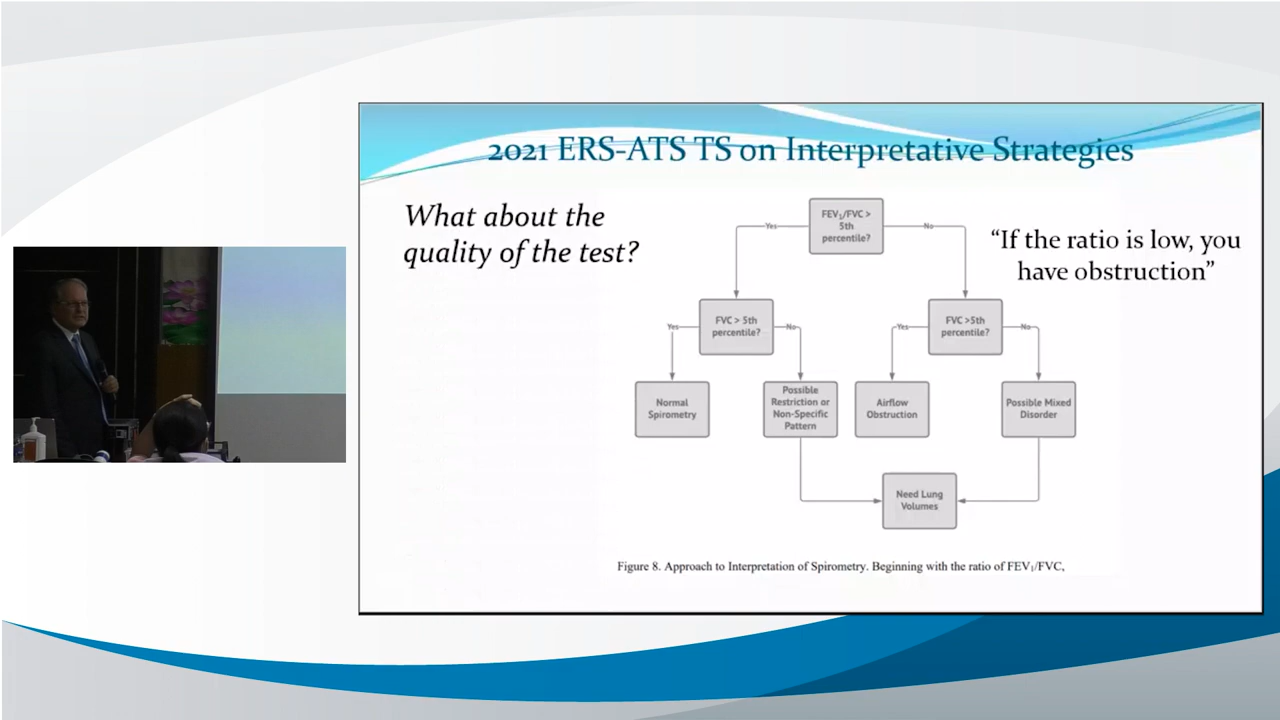 2021 ERS-ATS TS on Interpretative Strategies
What about the
quality of the test?
“If the ratio is low, you
have obstruction”
FEV₁/FVC >
5th
percentile?
Yes
No
FVC > 5th
percentile?
FVC >5th
percentile?
Yes
No
Yes
No
Normal
Spirometry
Possible
Restriction or
Non-Specific
Pattern
Airflow
Obstruction
Possible Mixed
Disorder
Need Lung
Volumes
Figure 8. Approach to Interpretation of Spirometry. Beginning with the ratio of FEV₁/FVC,